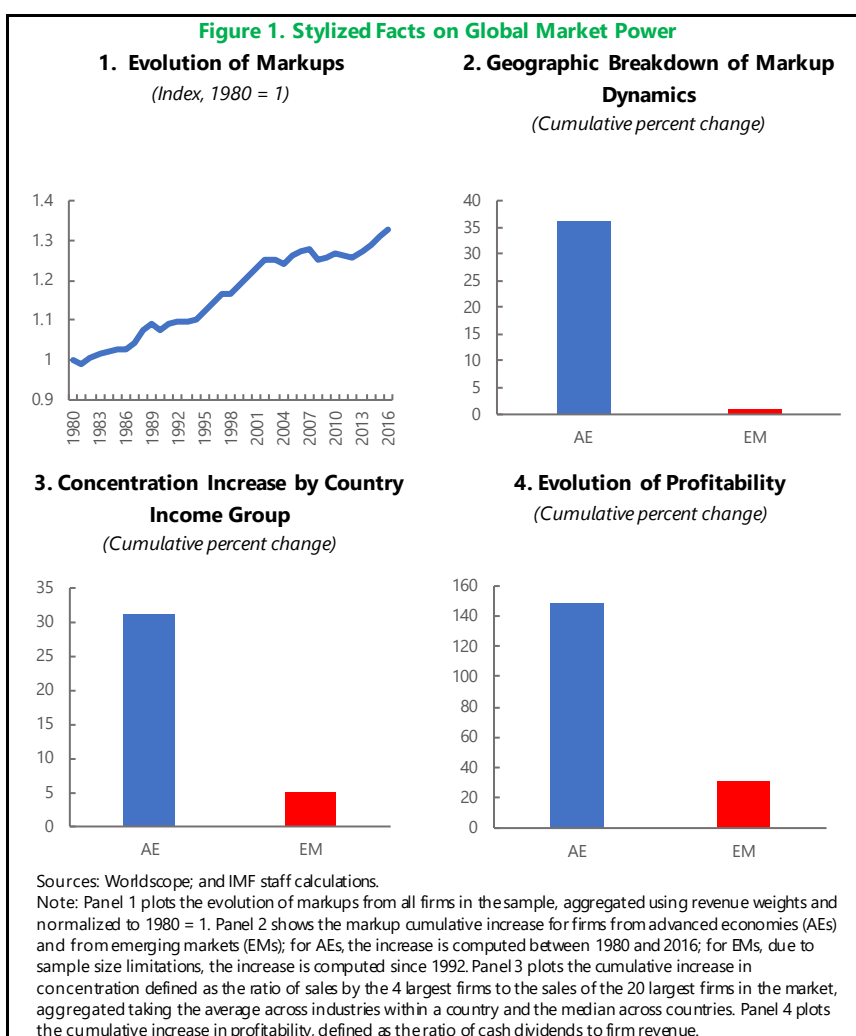 Figure 1. Stylized Facts on Global Market Power
1. Evolution of Markups
(Index, 1980 = 1)
1.4
1.3
1.2
1.1
1
0.9
1980
1983
1986
1989
1992
1995
1998
2001
2004
2007
2010
2013
2016
2. Geographic Breakdown of Markup
Dynamics
(Cumulative percent change)
40
35
30
25
20
15
10
5
0
AE
EM
3. Concentration Increase by Country
Income Group
(Cumulative percent change)
35
30
25
20
15
10
5
0
AE
EM
4. Evolution of Profitability
(Cumulative percent change)
160
140
120
100
80
60
40
20
0
AE
EM
Sources: Worldscope; and IMF staff calculations.
Note: Panel 1 plots the evolution of markups from all firms in the sample, aggregated using revenue weights and
normalized to 1980 = 1. Panel 2 shows the markup cumulative increase for firms from advanced economies (AEs)
and from emerging markets (EMs); for AEs, the increase is computed between 1980 and 2016; for EMs, due to
sample size limitations, the increase is computed since 1992. Panel 3 plots the cumulative increase in
concentration defined as the ratio of sales by the 4 largest firms to the sales of the 20 largest firms in the market,
aggregated taking the average across industries within a country and the median across countries. Panel 4 plots
the cumulative increase in profitability, defined as the ratio of cash dividends to firm revenue.